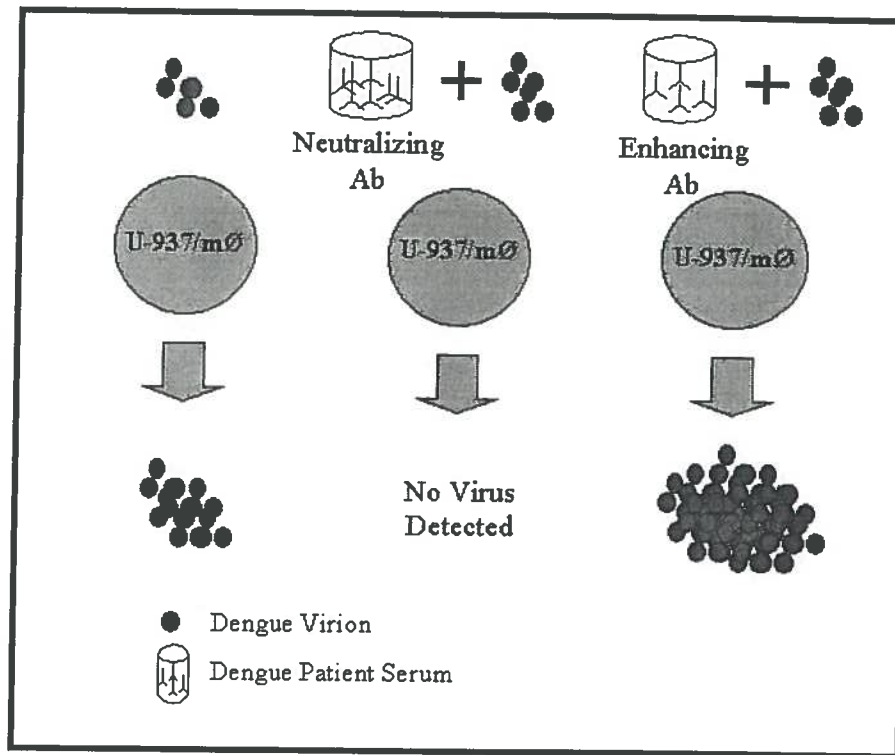 Neutralizing
Ab
Enhancing
Ab
U-937/mØ
U-937/mØ
U-937/mØ
No Virus
Detected
Dengue Virion
Dengue Patient Serum